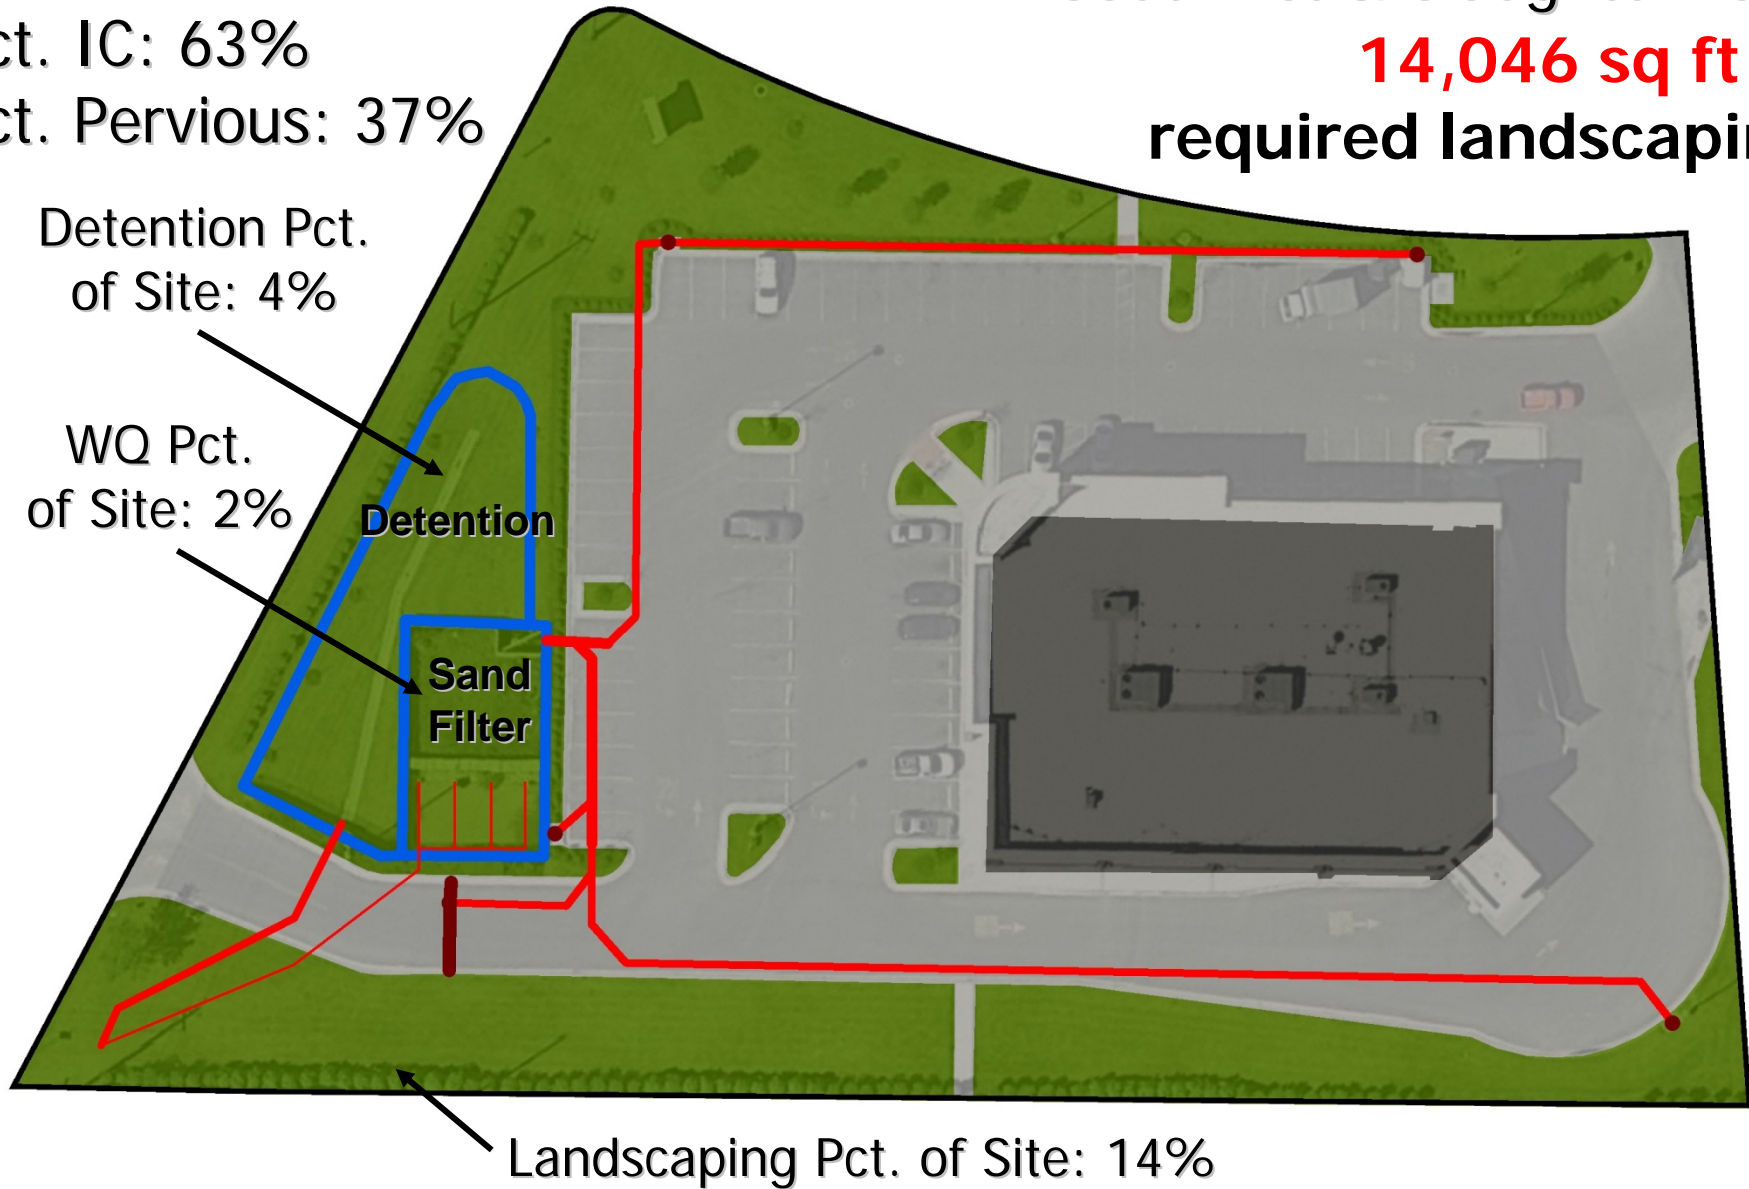 ct. IC: 63%
ct. Pervious: 37%
14,046 sq ft
required landscapin
Detention Pct.
of Site: 4%
WQ Pct.
of Site: 2%
Detention
Sand
Filter
Landscaping Pct. of Site: 14%